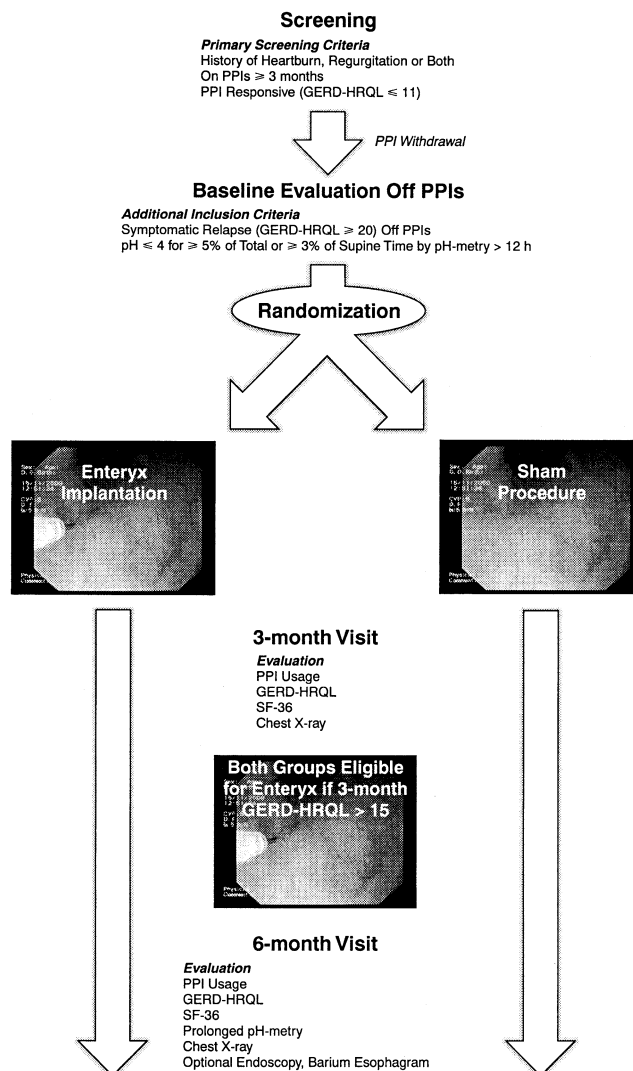 Screening
Primary Screening Criteria
History of Heartburn, Regurgitation or Both
On PPIs ≥ 3 months
PPI Responsive (GERD-HRQL ≤ 11)
PPI Withdrawal
Baseline Evaluation Off PPIs
Additional Inclusion Criteria
Symptomatic Relapse (GERD-HRQL ≥ 20) Off PPIs
pH ≤ 4 for ≥ 5% of Total or ≥ 3% of Supine Time by pH-metry > 12 h
Randomization
Enteryx
Implantation
Sham
Procedure
3-month Visit
Evaluation
PPI Usage
GERD-HRQL
SF-36
Chest X-ray
Both Groups Eligible
for Enteryx if 3-month
GERD-HRQL > 15
6-month Visit
Evaluation
PPI Usage
GERD-HRQL
SF-36
Prolonged pH-metry
Chest X-ray
Optional Endoscopy, Barium Esophagram